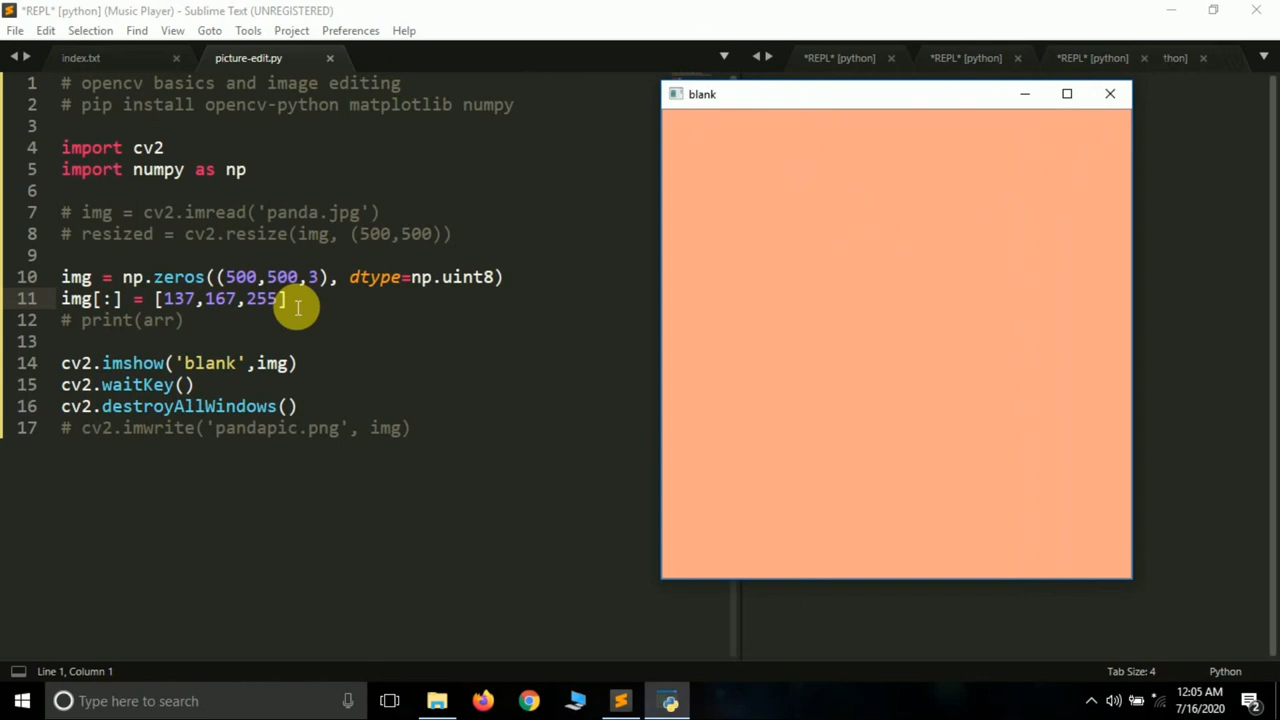 *REPL* [python] (Music Player) - Sublime Text (UNREGISTERED)
File Edit Selection Find View Goto Tools Project Preferences Help
index.txt picture-edit.py *REPL* [python] *REPL* [python] *REPL* [python] thon]
blank
1 # opencv basics and image editing
2 # pip install opencv-python matplotlib numpy
3
4 import cv2
5 import numpy as np
6
7 # img = cv2.imread('panda.jpg')
8 # resized = cv2.resize(img, (500,500))
9
10 img = np.zeros((500,500,3), dtype=np.uint8)
11 img[:] = [137,167,255]
12 # print(arr)
13
14 cv2.imshow('blank',img)
15 cv2.waitKey()
16 cv2.destroyAllWindows()
17 # cv2.imwrite('pandapic.png', img)
Line 1, Column 1 Tab Size: 4 Python
Type here to search
12:05 AM
7/16/2020
2